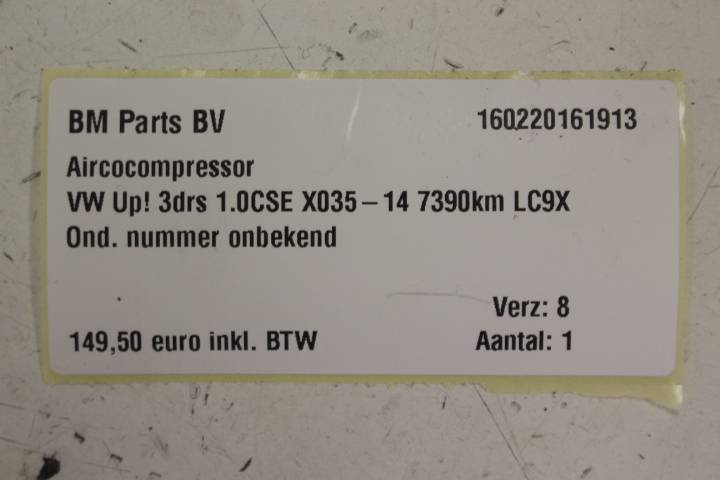 BM Parts BV 160220161913
Aircocompressor
VW Up! 3drs 1.0CSE X035-14 7390km LC9X
Ond. nummer onbekend
Verz: 8
149,50 euro inkl. BTW Aantal: 1